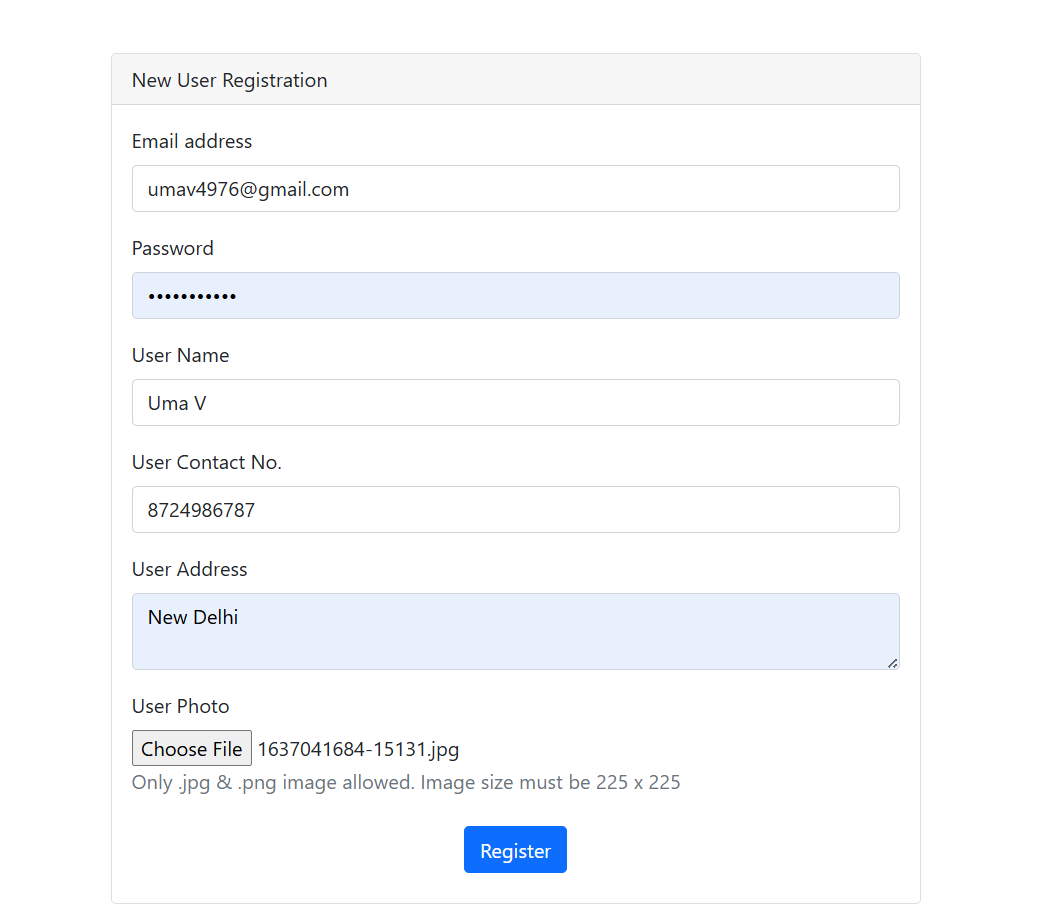 New User Registration
Email address
umav4976@gmail.com
Password
•••••••••••
User Name
Uma V
User Contact No.
8724986787
User Address
New Delhi
User Photo
Choose File 1637041684-15131.jpg
Only .jpg & .png image allowed. Image size must be 225 x 225
Register